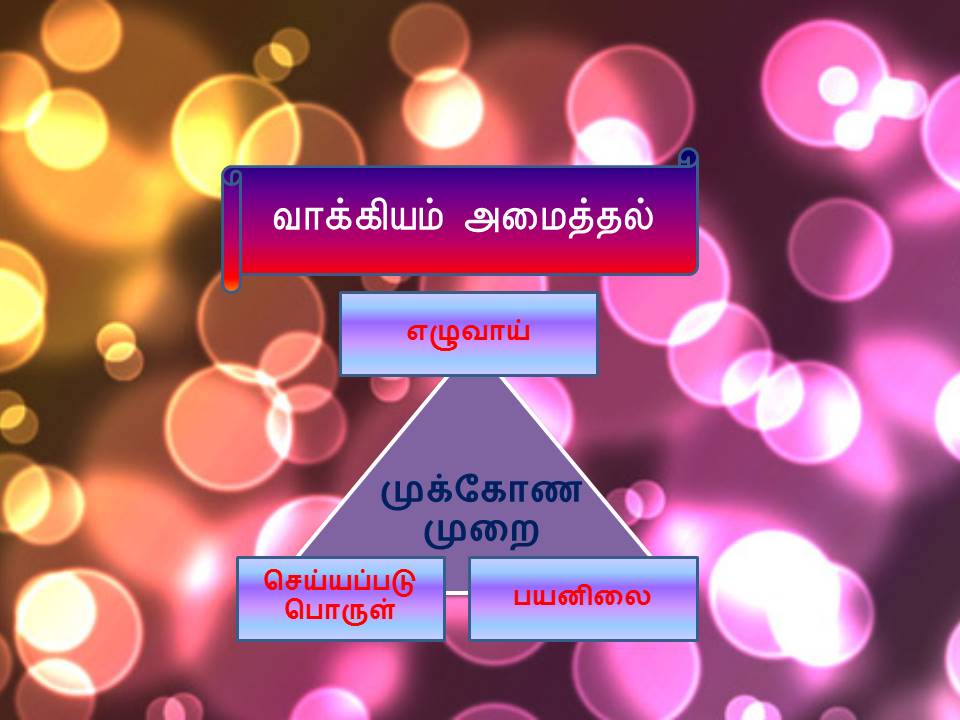 வாக்கியம் அமைத்தல்
எழுவாய்
முக்கோண
முறை
செய்யப்படு
பொருள்
பயனிலை